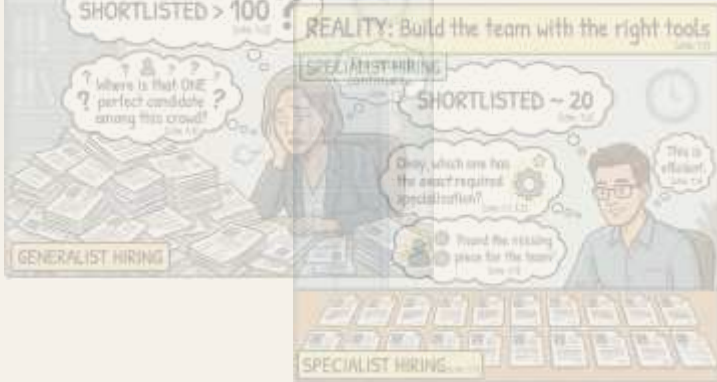 SHORTLISTED > 100 ?
? ? ? ?
Where is that ONE
? perfect candidate ?
among this crowd?
GENERALIST HIRING
REALITY: Build the team with the right tools
SPECIALIST HIRING
SHORTLISTED ~ 20
Okay, which one has
the exact required
specialization?
Found the missing
piece for the team!
This is
efficient.
SPECIALIST HIRING